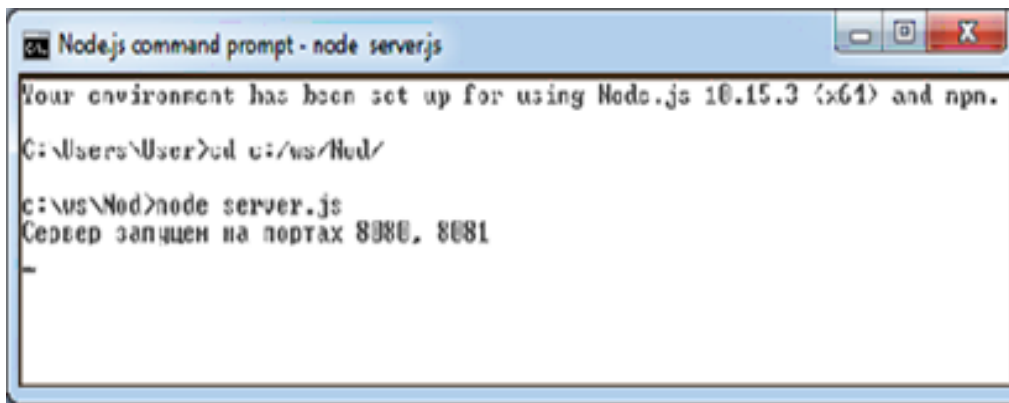 Node.js command prompt - node server.js
Your environment has been set up for using Node.js 10.15.3 (x64) and npm.
C:\Users\User>cd c:/ws/Nod/
c:\ws\Nod>node server.js
Сервер запущен на портах 8080, 8081